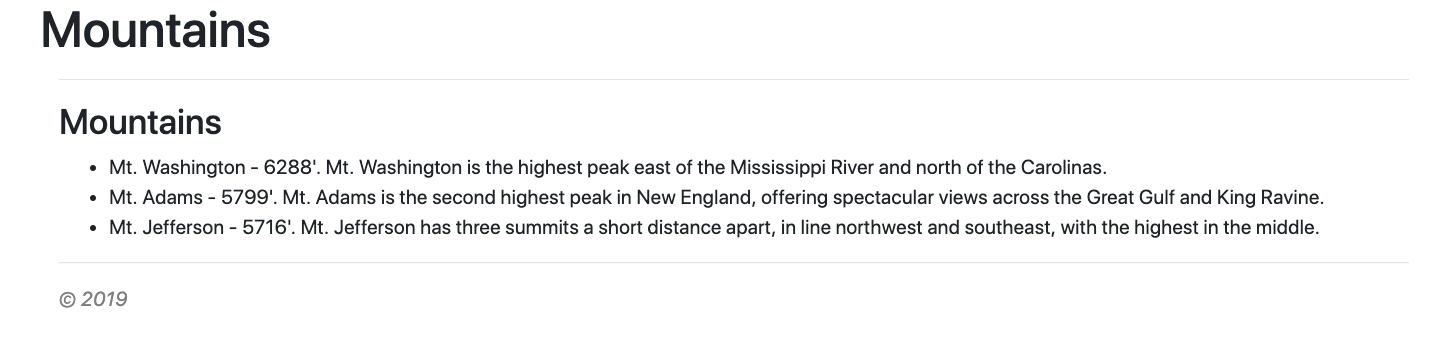 Mountains
Mountains
• Mt. Washington - 6288'. Mt. Washington is the highest peak east of the Mississippi River and north of the Carolinas.
• Mt. Adams - 5799'. Mt. Adams is the second highest peak in New England, offering spectacular views across the Great Gulf and King Ravine.
• Mt. Jefferson - 5716'. Mt. Jefferson has three summits a short distance apart, in line northwest and southeast, with the highest in the middle.
© 2019